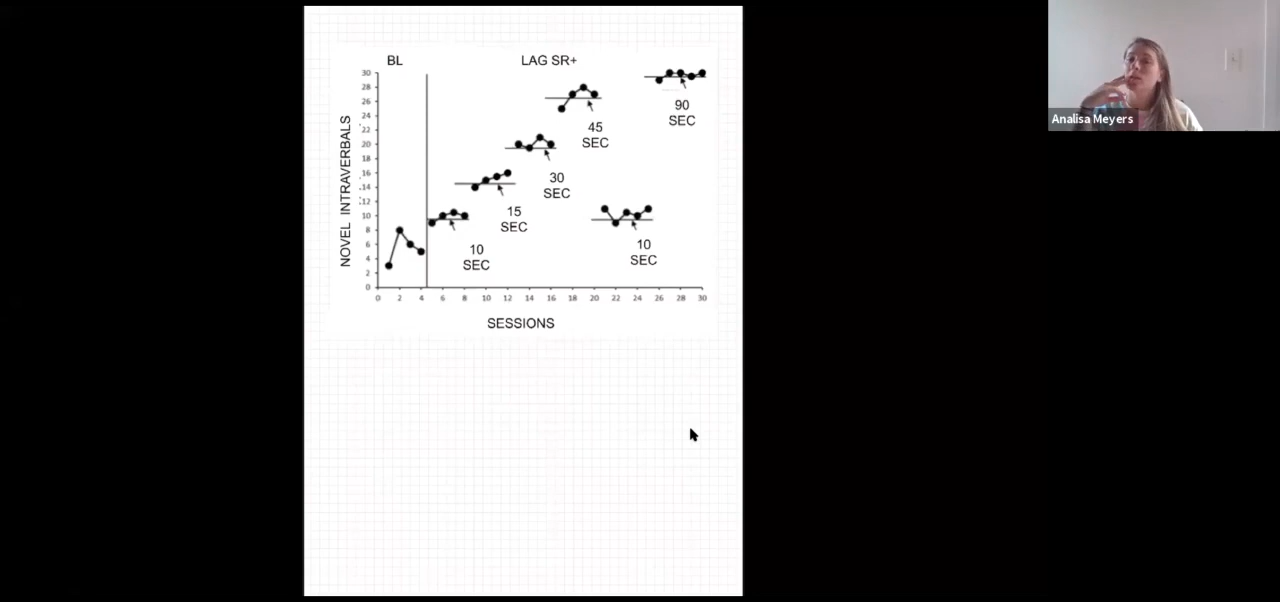 BL
LAG SR+
Analisa Meyers
NOVEL INTRAVERBALS
30
28
26
24
22
20
18
16
14
12
10
8
6
4
2
0
90
SEC
45
SEC
30
SEC
15
SEC
10
SEC
10
SEC
0 2 4 6 8 10 12 14 16 18 20 22 24 26 28 30
SESSIONS